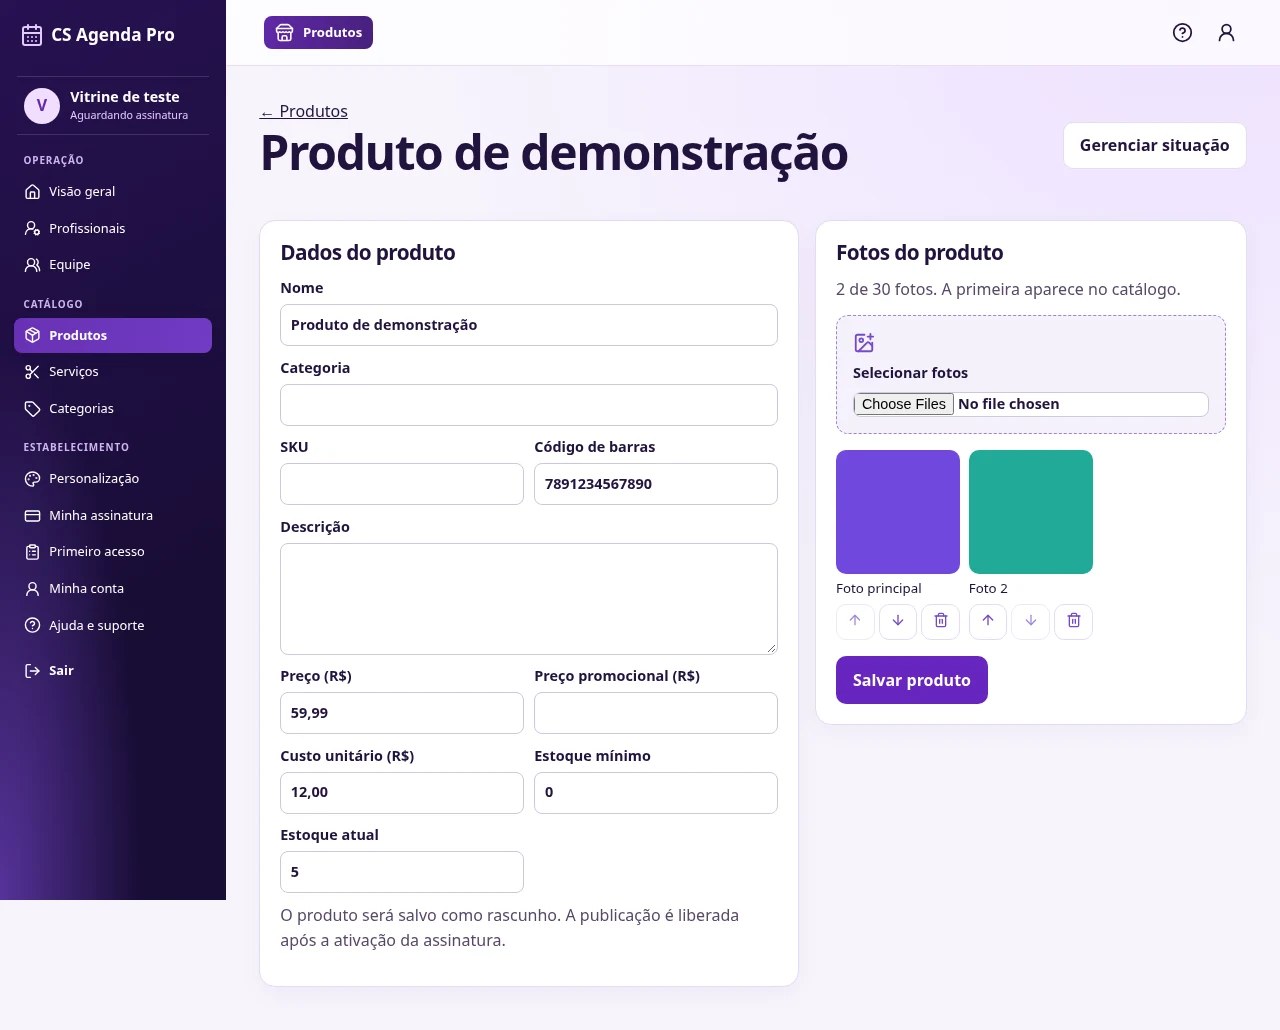 CS Agenda Pro
V
Vitrine de teste
Aguardando assinatura
OPERAÇÃO
Visão geral
Profissionais
Equipe
CATÁLOGO
Produtos
Serviços
Categorias
ESTABELECIMENTO
Personalização
Minha assinatura
Primeiro acesso
Minha conta
Ajuda e suporte
Sair
Produtos
← Produtos
Produto de demonstração
Gerenciar situação
Dados do produto
Nome
Produto de demonstração
Categoria
SKU
Código de barras
7891234567890
Descrição
Preço (R$)
Preço promocional (R$)
59,99
Custo unitário (R$)
Estoque mínimo
12,00
0
Estoque atual
5
O produto será salvo como rascunho. A publicação é liberada
após a ativação da assinatura.
Fotos do produto
2 de 30 fotos. A primeira aparece no catálogo.
Selecionar fotos
Choose Files No file chosen
Foto principal
Foto 2
Salvar produto